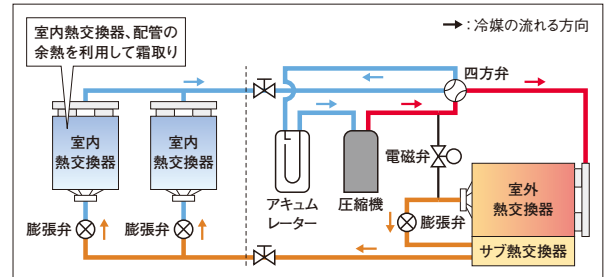 →：冷媒の流れる方向
室内熱交換器、配管の
余熱を利用して霜取り
四方弁
室内
熱交換器
室内
熱交換器
電磁弁
室外
熱交換器
アキュム
レーター
圧縮機
膨張弁
膨張弁
膨張弁
サブ熱交換器